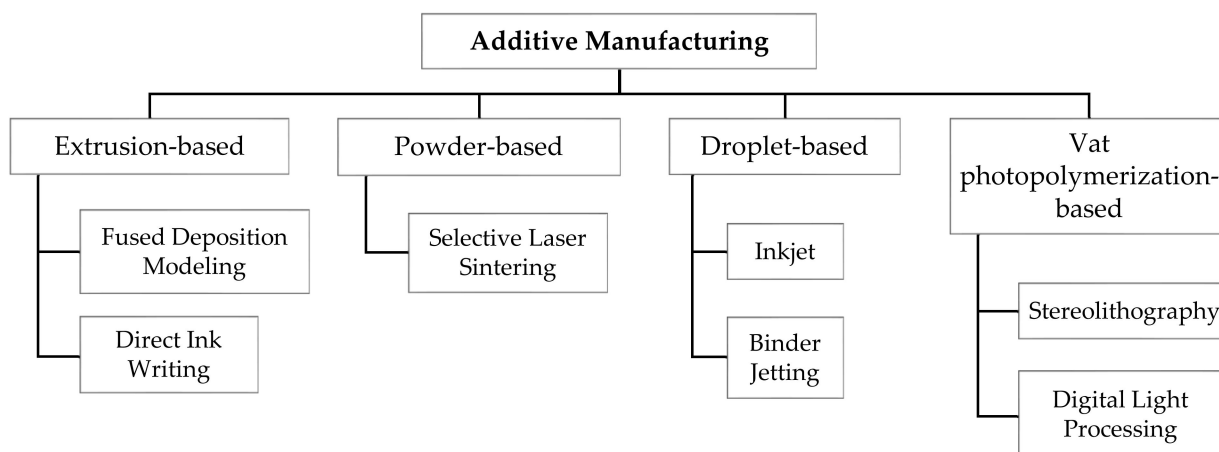 Additive Manufacturing
Extrusion-based
Fused Deposition
Modeling
Direct Ink
Writing
Powder-based
Selective Laser
Sintering
Droplet-based
Inkjet
Binder
Jetting
Vat
photopolymerization-
based
Stereolithography
Digital Light
Processing